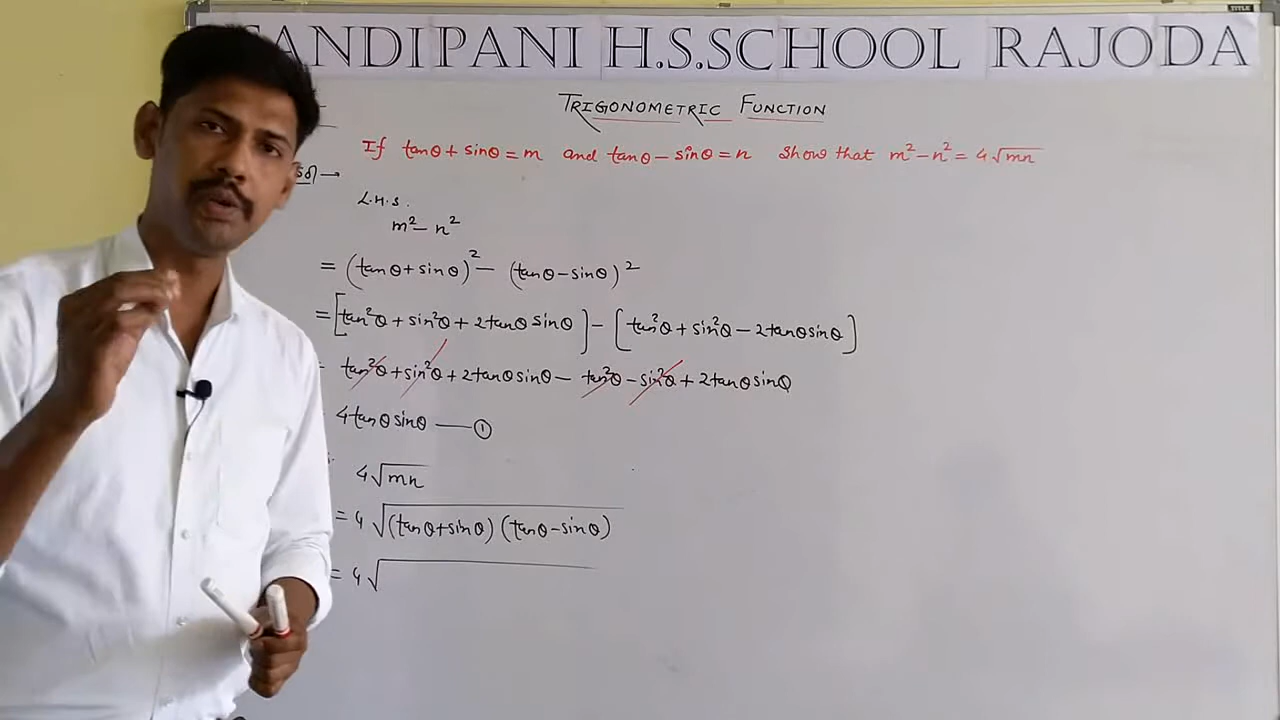 ANDIPANI H.S.SCHOOL RAJODA
TRIGONOMETRIC FUNCTION
If tanθ + sinθ = m and tanθ - sinθ = n Show that m² - n² = 4√mn
L.H.S.
m² - n²
= (tanθ + sinθ)² - (tanθ - sinθ)²
= [tan²θ + sin²θ + 2tanθ sinθ] - [tan²θ + sin²θ - 2tanθ sinθ]
tan²θ + sin²θ + 2tanθ sinθ - tan²θ - sin²θ + 2tanθ sinθ
4tanθ sinθ — ①
4√mn
= 4√(tanθ + sinθ) (tanθ - sinθ)
= 4√